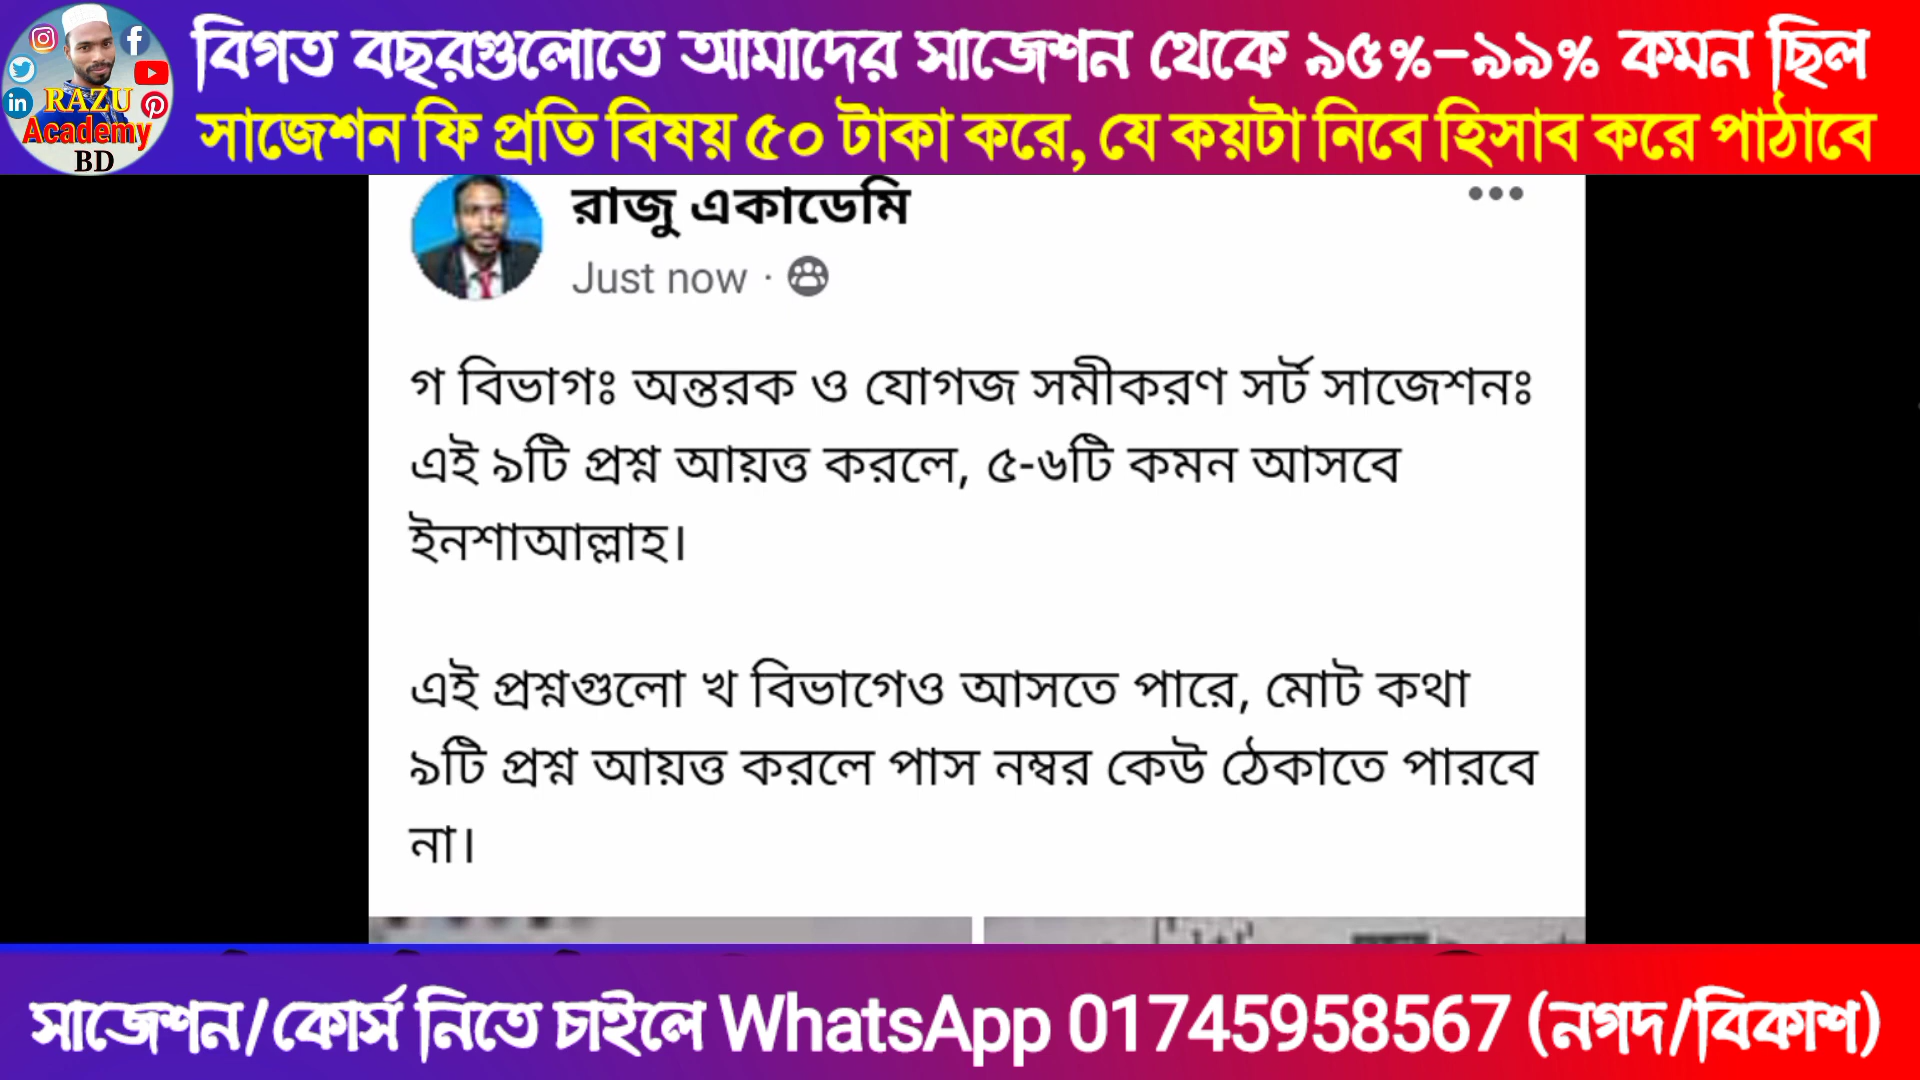 বিগত বছরগুলোতে আমাদের সাজেশন থেকে ৯৫%-৯৯% কমন ছিল
সাজেশন ফি প্রতি বিষয় ৫০ টাকা করে, যে কয়টা নিবে হিসাব করে পাঠাবে
RAZU
Academy
BD
রাজু একাডেমি
Just now ·
গ বিভাগঃ অন্তরক ও যোগজ সমীকরণ সর্ট সাজেশনঃ
এই ৯টি প্রশ্ন আয়ত্ত করলে, ৫-৬টি কমন আসবে
ইনশাআল্লাহ।
এই প্রশ্নগুলো খ বিভাগেও আসতে পারে, মোট কথা
৯টি প্রশ্ন আয়ত্ত করলে পাস নম্বর কেউ ঠেকাতে পারবে
না।
সাজেশন/কোর্স নিতে চাইলে WhatsApp 01745958567 (নগদ/বিকাশ)